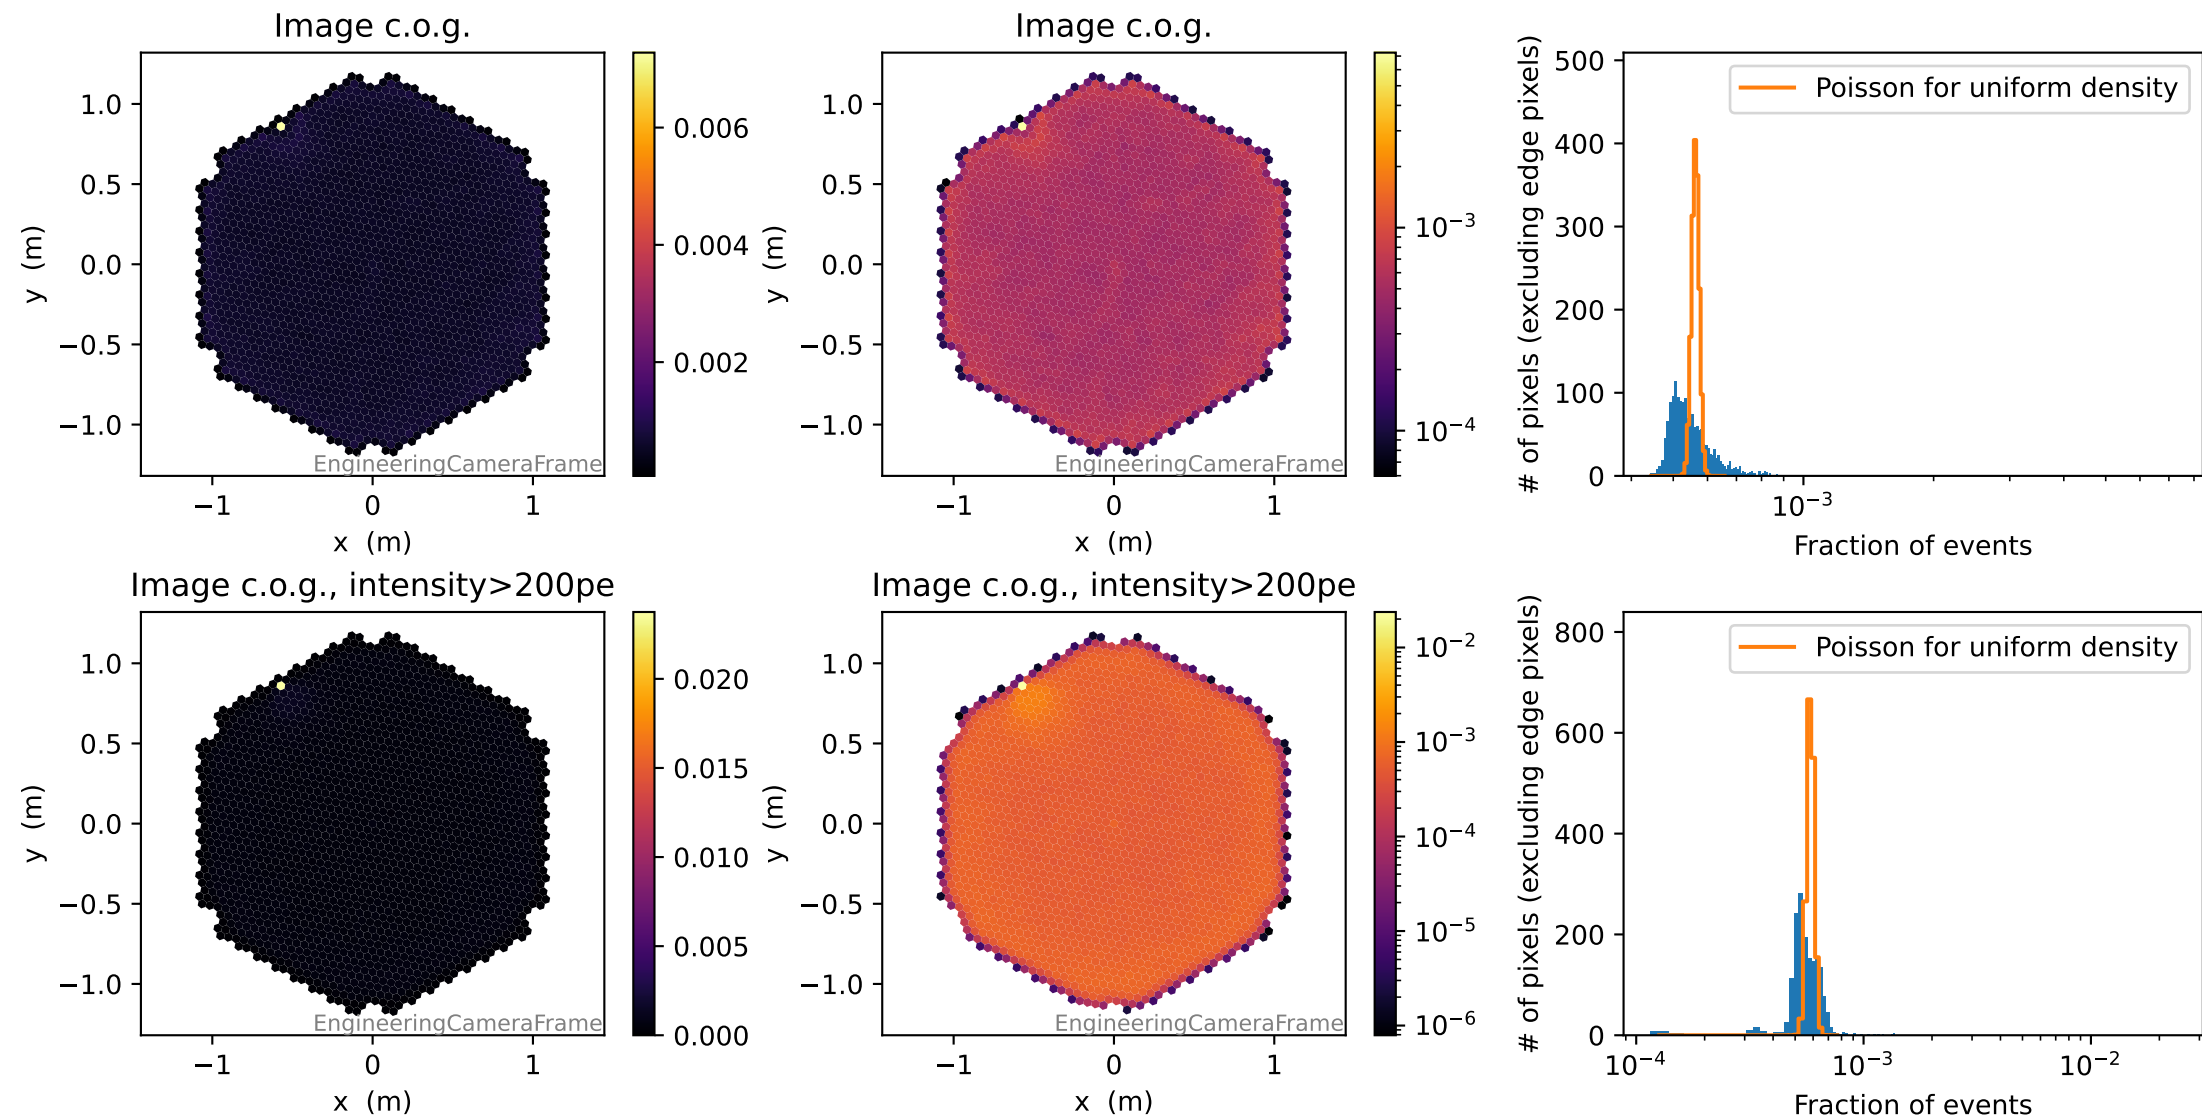 Image c.o.g.
1.0
0.5
0.0
−0.5
−1.0
y (m)
−1
0
1
x (m)
EngineeringCameraFrame
0.006
0.004
0.002
Image c.o.g.
1.0
0.5
0.0
−0.5
−1.0
y (m)
−1
0
1
x (m)
EngineeringCameraFrame
10⁻³
10⁻⁴
# of pixels (excluding edge pixels)
500
400
300
200
100
0
Poisson for uniform density
10⁻³
Fraction of events
Image c.o.g., intensity>200pe
1.0
0.5
0.0
−0.5
−1.0
y (m)
−1
0
1
x (m)
EngineeringCameraFrame
0.020
0.015
0.010
0.005
0.000
Image c.o.g., intensity>200pe
1.0
0.5
0.0
−0.5
−1.0
y (m)
−1
0
1
x (m)
EngineeringCameraFrame
10⁻²
10⁻³
10⁻⁴
10⁻⁵
10⁻⁶
# of pixels (excluding edge pixels)
800
600
400
200
0
Poisson for uniform density
10⁻⁴
10⁻³
10⁻²
Fraction of events